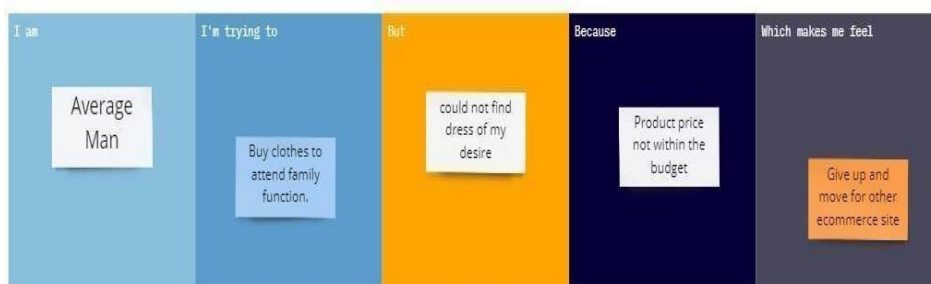 I am
Average
Man
I'm trying to
Buy clothes to
attend family
function.
But
could not find
dress of my
desire
Because
Product price
not within the
budget
Which makes me feel
Give up and
move for other
ecommerce site